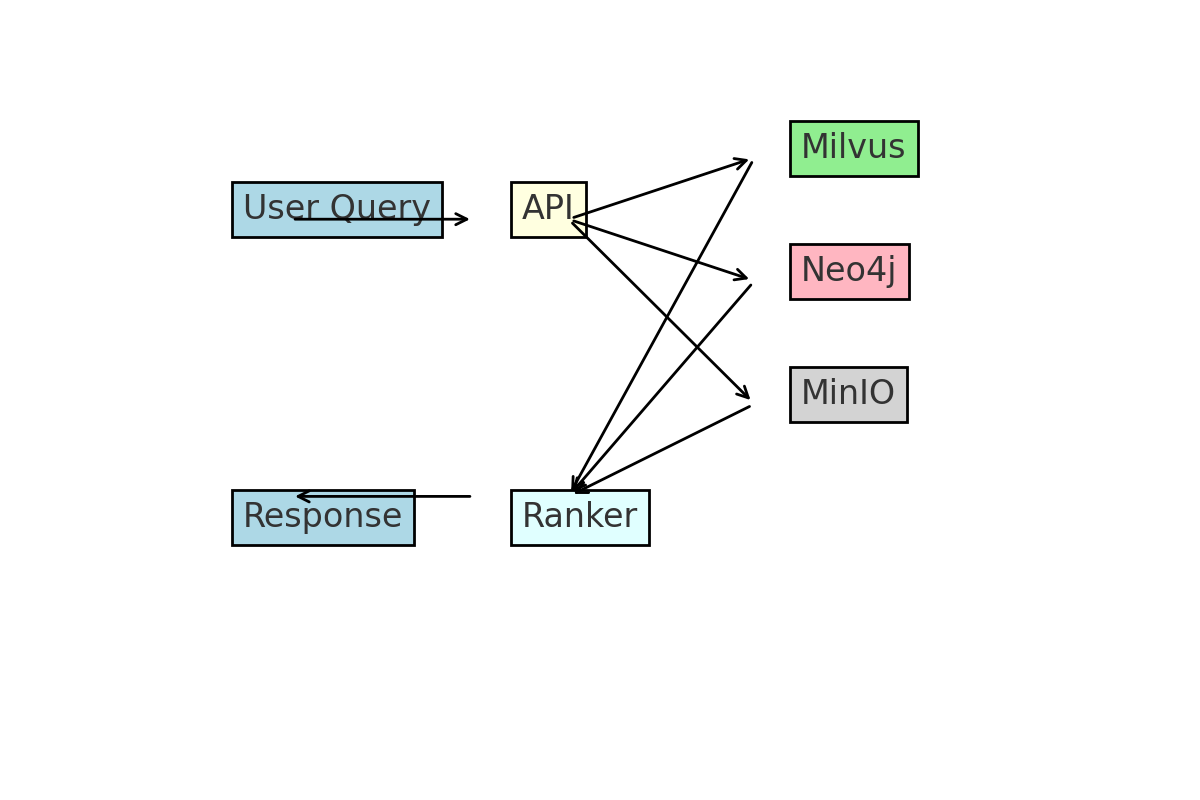 User Query
API
Milvus
Neo4j
MinIO
Response
Ranker